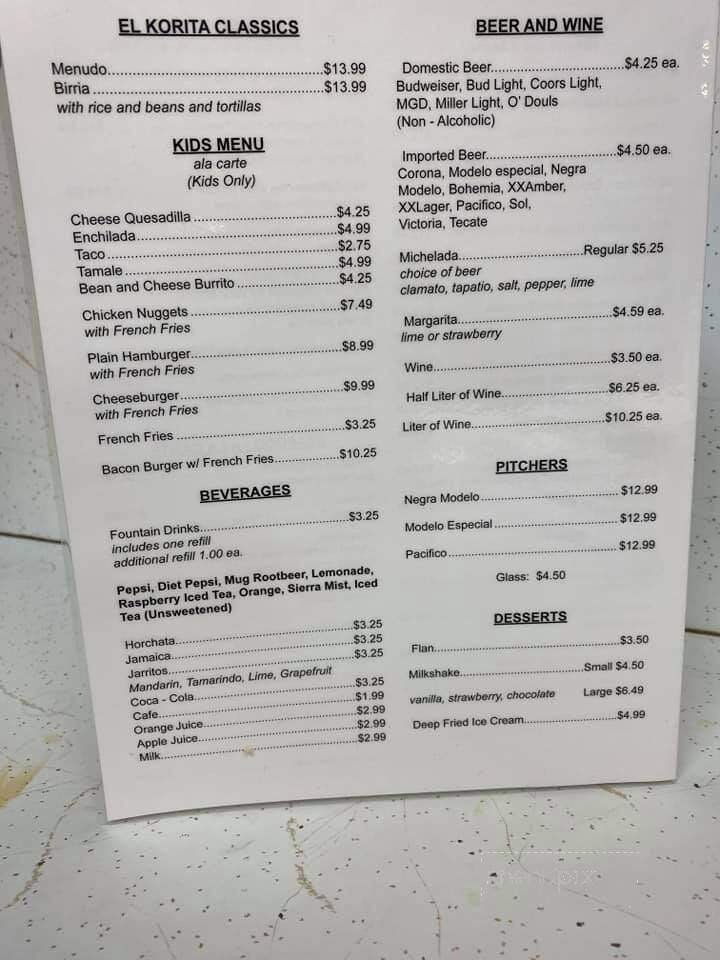 EL KORITA CLASSICS
Menudo....................................................$13.99
Birria.......................................................$13.99
with rice and beans and tortillas
KIDS MENU
ala carte
(Kids Only)
Cheese Quesadilla...................................$4.25
Enchilada..................................................$4.99
Taco..........................................................$2.75
Tamale......................................................$4.99
Bean and Cheese Burrito.........................$4.25
Chicken Nuggets......................................$7.49
with French Fries
Plain Hamburger.......................................$8.99
with French Fries
Cheeseburger...........................................$9.99
with French Fries
French Fries.............................................$3.25
Bacon Burger w/ French Fries.................$10.25
BEVERAGES
Fountain Drinks.........................................$3.25
includes one refill
additional refill 1.00 ea.
Pepsi, Diet Pepsi, Mug Rootbeer, Lemonade,
Raspberry Iced Tea, Orange, Sierra Mist, Iced
Tea (Unsweetened)
Horchata....................................................$3.25
Jamaica.....................................................$3.25
Jarritos.......................................................$3.25
Mandarin, Tamarindo, Lime, Grapefruit
Coca - Cola................................................$3.25
Cafe...........................................................$1.99
Orange Juice..............................................$2.99
Apple Juice................................................$2.99
Milk............................................................$2.99
BEER AND WINE
Domestic Beer.................................$4.25 ea.
Budweiser, Bud Light, Coors Light,
MGD, Miller Light, O' Douls
(Non - Alcoholic)
Imported Beer.................................$4.50 ea.
Corona, Modelo especial, Negra
Modelo, Bohemia, XXAmber,
XXLager, Pacifico, Sol,
Victoria, Tecate
Michelada...............................Regular $5.25
choice of beer
clamato, tapatio, salt, pepper, lime
Margarita.......................................$4.59 ea.
lime or strawberry
Wine.............................................$3.50 ea.
Half Liter of Wine...........................$6.25 ea.
Liter of Wine..................................$10.25 ea.
PITCHERS
Negra Modelo................................... $12.99
Modelo Especial............................... $12.99
Pacifico........................................... $12.99
Glass: $4.50
DESSERTS
Flan.....................................................$3.50
Milkshake...............................Small $4.50
vanilla, strawberry, chocolate Large $6.49
Deep Fried Ice Cream.......................$4.99